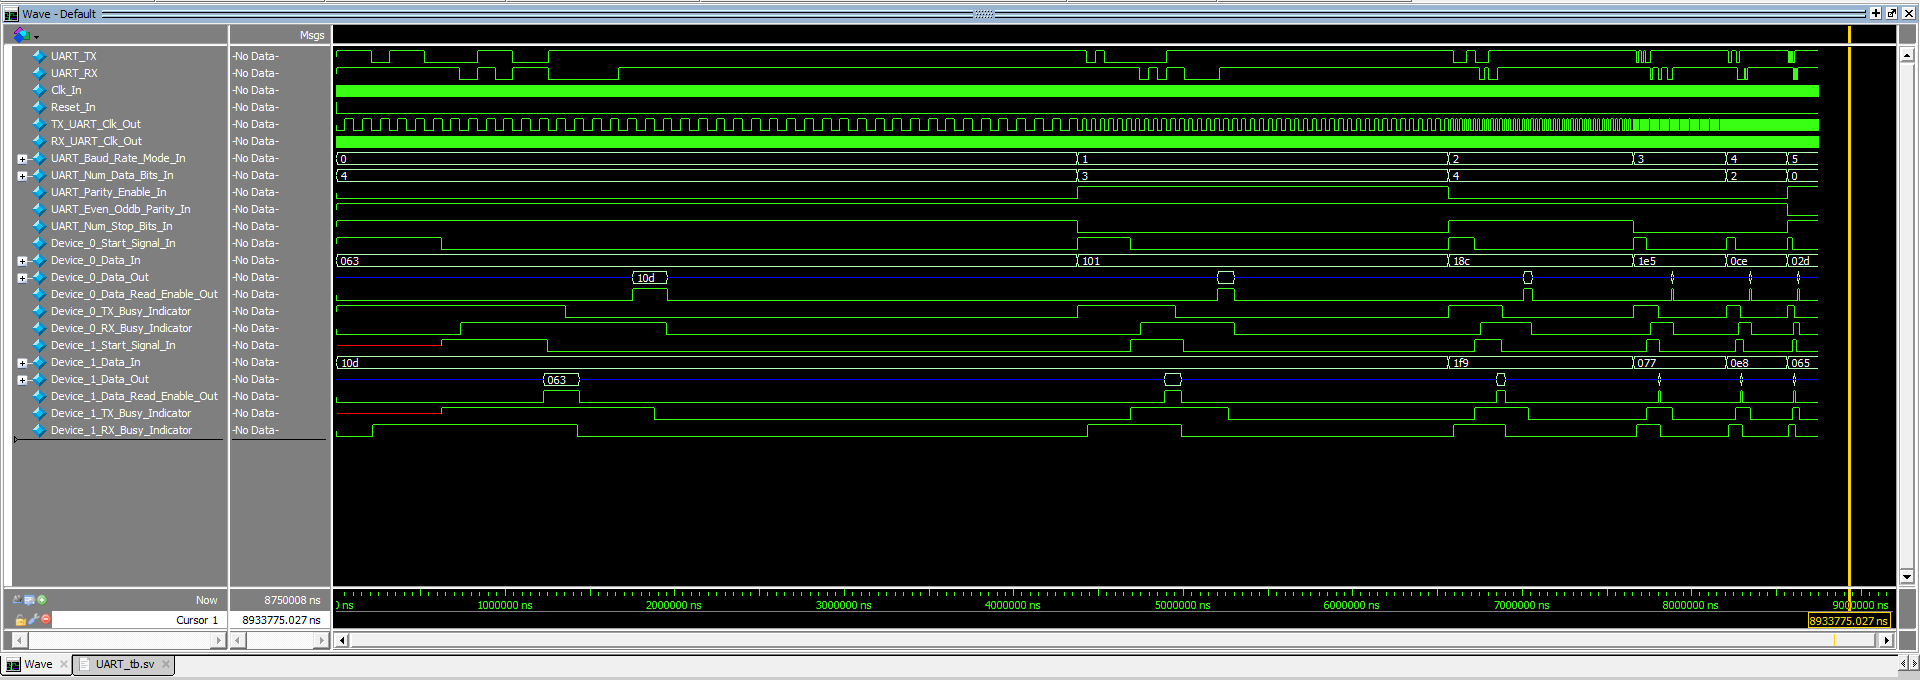 Wave - Default
Msgs
UART_TX -No Data-
UART_RX -No Data-
Clk_In -No Data-
Reset_In -No Data-
TX_UART_Clk_Out -No Data-
RX_UART_Clk_Out -No Data-
UART_Baud_Rate_Mode_In -No Data- 0 1 2 3 4 5
UART_Num_Data_Bits_In -No Data- 4 3 4 2 0
UART_Parity_Enable_In -No Data-
UART_Even_Oddb_Parity_In -No Data-
UART_Num_Stop_Bits_In -No Data-
Device_0_Start_Signal_In -No Data-
Device_0_Data_In -No Data- 063 101 18c 1e5 0ce 02d
Device_0_Data_Out -No Data- 10d
Device_0_Data_Read_Enable_Out -No Data-
Device_0_TX_Busy_Indicator -No Data-
Device_0_RX_Busy_Indicator -No Data-
Device_1_Start_Signal_In -No Data-
Device_1_Data_In -No Data- 10d 1f9 077 0e8 065
Device_1_Data_Out -No Data- 063
Device_1_Data_Read_Enable_Out -No Data-
Device_1_TX_Busy_Indicator -No Data-
Device_1_RX_Busy_Indicator -No Data-
Now 8750008 ns ns 1000000 ns 2000000 ns 3000000 ns 4000000 ns 5000000 ns 6000000 ns 7000000 ns 8000000 ns 9000000 ns
Cursor 1 8933775.027 ns 8933775.027 ns
Wave UART_tb.sv